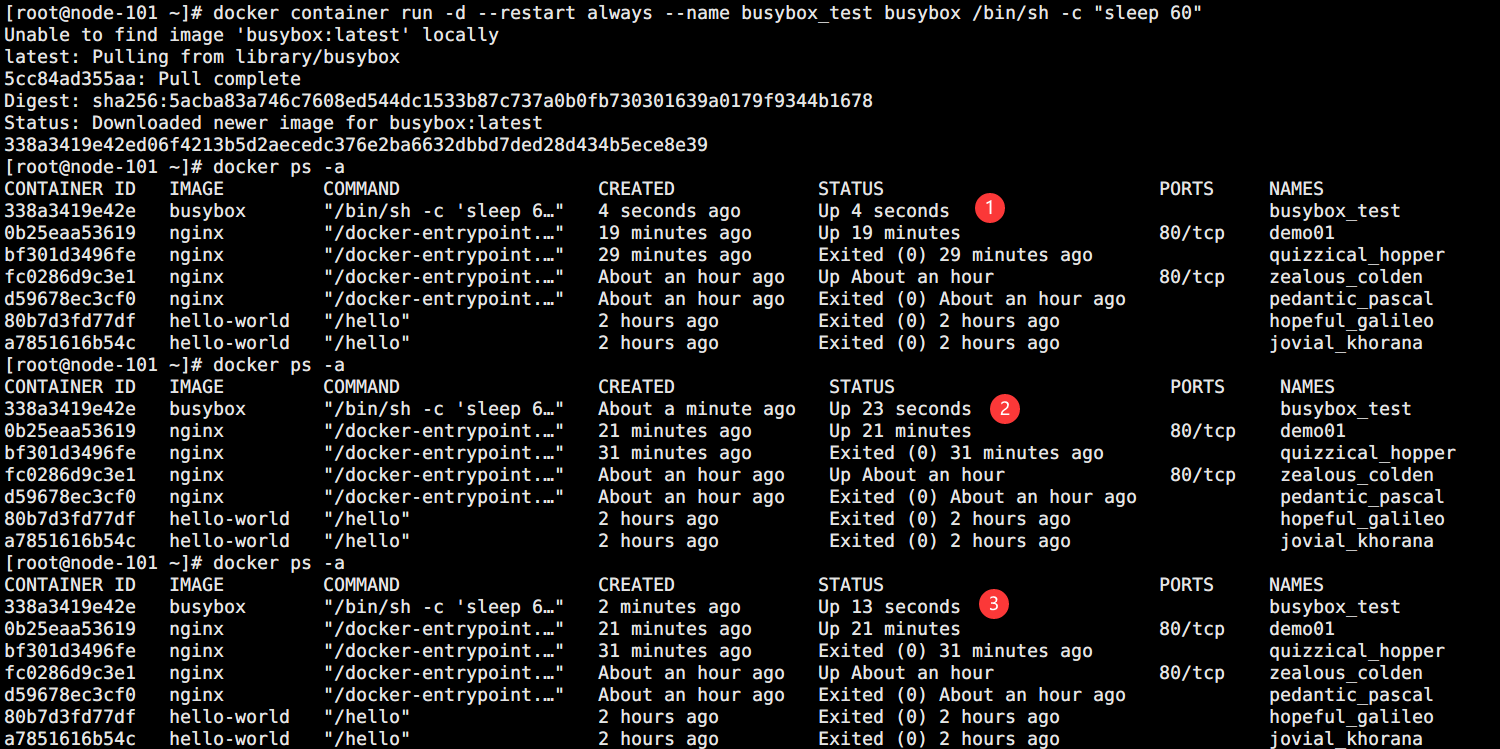 [root@node-101 ~]# docker container run -d --restart always --name busybox_test busybox /bin/sh -c "sleep 60"
Unable to find image 'busybox:latest' locally
latest: Pulling from library/busybox
5cc84ad355aa: Pull complete
Digest: sha256:5acba83a746c7608ed544dc1533b87c737a0b0fb730301639a0179f9344b1678
Status: Downloaded newer image for busybox:latest
338a3419e42ed06f4213b5d2aecedc376e2ba6632dbbd7ded28d434b5ece8e39
[root@node-101 ~]# docker ps -a
CONTAINER ID   IMAGE         COMMAND                  CREATED             STATUS                         PORTS     NAMES
338a3419e42e   busybox       "/bin/sh -c 'sleep 6…"   4 seconds ago       Up 4 seconds   1                         busybox_test
0b25eaa53619   nginx         "/docker-entrypoint.…"   19 minutes ago      Up 19 minutes                  80/tcp    demo01
bf301d3496fe   nginx         "/docker-entrypoint.…"   29 minutes ago      Exited (0) 29 minutes ago                quizzical_hopper
fc0286d9c3e1   nginx         "/docker-entrypoint.…"   About an hour ago   Up About an hour               80/tcp    zealous_colden
d59678ec3cf0   nginx         "/docker-entrypoint.…"   About an hour ago   Exited (0) About an hour ago             pedantic_pascal
80b7d3fd77df   hello-world   "/hello"                 2 hours ago         Exited (0) 2 hours ago                   hopeful_galileo
a7851616b54c   hello-world   "/hello"                 2 hours ago         Exited (0) 2 hours ago                   jovial_khorana
[root@node-101 ~]# docker ps -a
CONTAINER ID   IMAGE         COMMAND                  CREATED              STATUS                         PORTS     NAMES
338a3419e42e   busybox       "/bin/sh -c 'sleep 6…"   About a minute ago   Up 23 seconds   2                        busybox_test
0b25eaa53619   nginx         "/docker-entrypoint.…"   21 minutes ago       Up 21 minutes                  80/tcp    demo01
bf301d3496fe   nginx         "/docker-entrypoint.…"   31 minutes ago       Exited (0) 31 minutes ago                quizzical_hopper
fc0286d9c3e1   nginx         "/docker-entrypoint.…"   About an hour ago    Up About an hour               80/tcp    zealous_colden
d59678ec3cf0   nginx         "/docker-entrypoint.…"   About an hour ago    Exited (0) About an hour ago             pedantic_pascal
80b7d3fd77df   hello-world   "/hello"                 2 hours ago          Exited (0) 2 hours ago                   hopeful_galileo
a7851616b54c   hello-world   "/hello"                 2 hours ago          Exited (0) 2 hours ago                   jovial_khorana
[root@node-101 ~]# docker ps -a
CONTAINER ID   IMAGE         COMMAND                  CREATED             STATUS                         PORTS     NAMES
338a3419e42e   busybox       "/bin/sh -c 'sleep 6…"   2 minutes ago       Up 13 seconds   3                        busybox_test
0b25eaa53619   nginx         "/docker-entrypoint.…"   21 minutes ago      Up 21 minutes                  80/tcp    demo01
bf301d3496fe   nginx         "/docker-entrypoint.…"   31 minutes ago      Exited (0) 31 minutes ago                quizzical_hopper
fc0286d9c3e1   nginx         "/docker-entrypoint.…"   About an hour ago   Up About an hour               80/tcp    zealous_colden
d59678ec3cf0   nginx         "/docker-entrypoint.…"   About an hour ago   Exited (0) About an hour ago             pedantic_pascal
80b7d3fd77df   hello-world   "/hello"                 2 hours ago         Exited (0) 2 hours ago                   hopeful_galileo
a7851616b54c   hello-world   "/hello"                 2 hours ago         Exited (0) 2 hours ago                   jovial_khorana